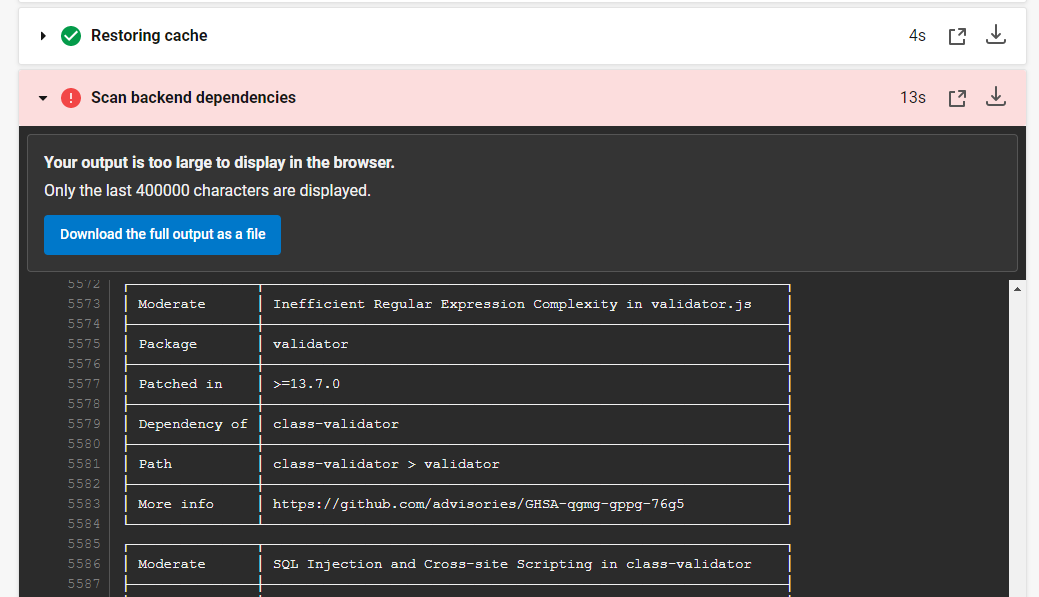 Restoring cache 4s
Scan backend dependencies 13s
Your output is too large to display in the browser.
Only the last 400000 characters are displayed.
Download the full output as a file
5572
5573 Moderate Inefficient Regular Expression Complexity in validator.js
5574
5575 Package validator
5576
5577 Patched in >=13.7.0
5578
5579 Dependency of class-validator
5580
5581 Path class-validator > validator
5582
5583 More info https://github.com/advisories/GHSA-qgmg-gppg-76g5
5584
5585
5586 Moderate SQL Injection and Cross-site Scripting in class-validator
5587